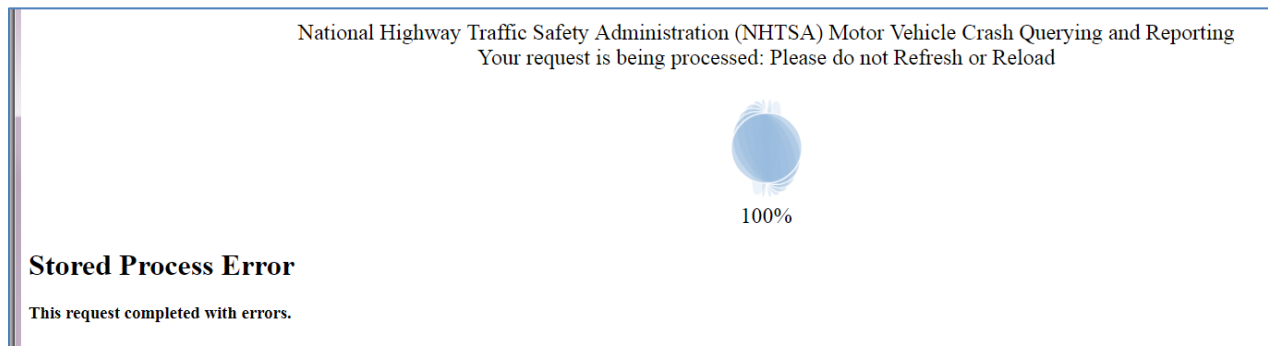 National Highway Traffic Safety Administration (NHTSA) Motor Vehicle Crash Querying and Reporting
Your request is being processed: Please do not Refresh or Reload
100%
Stored Process Error
This request completed with errors.